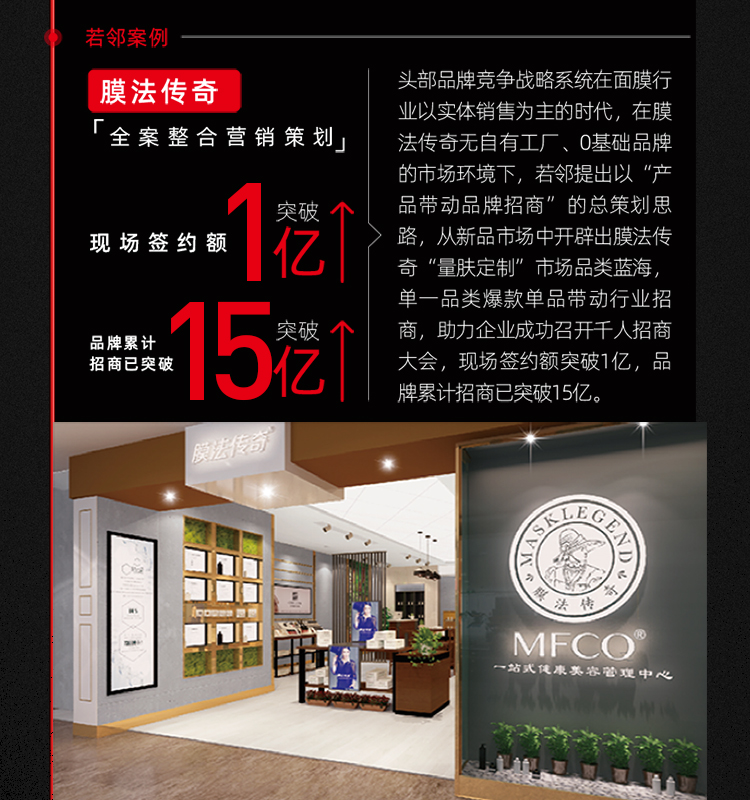 若邻案例
膜法传奇
「全案整合营销策划」
现场签约额
1
突破
亿
品牌累计
招商已突破
15
突破
亿
头部品牌竞争战略系统在面膜行
业以实体销售为主的时代，在膜
法传奇无自有工厂、0基础品牌
的市场环境下，若邻提出以“产
品带动品牌招商”的总策划思
路，从新品市场中开辟出膜法传
奇“量肤定制”市场品类蓝海，
单一品类爆款单品带动行业招
商，助力企业成功召开千人招商
大会，现场签约额突破1亿，品
牌累计招商已突破15亿。
膜法传奇®
MASKLEGEND
膜法传奇
MFCO®
一站式健康美容管理中心